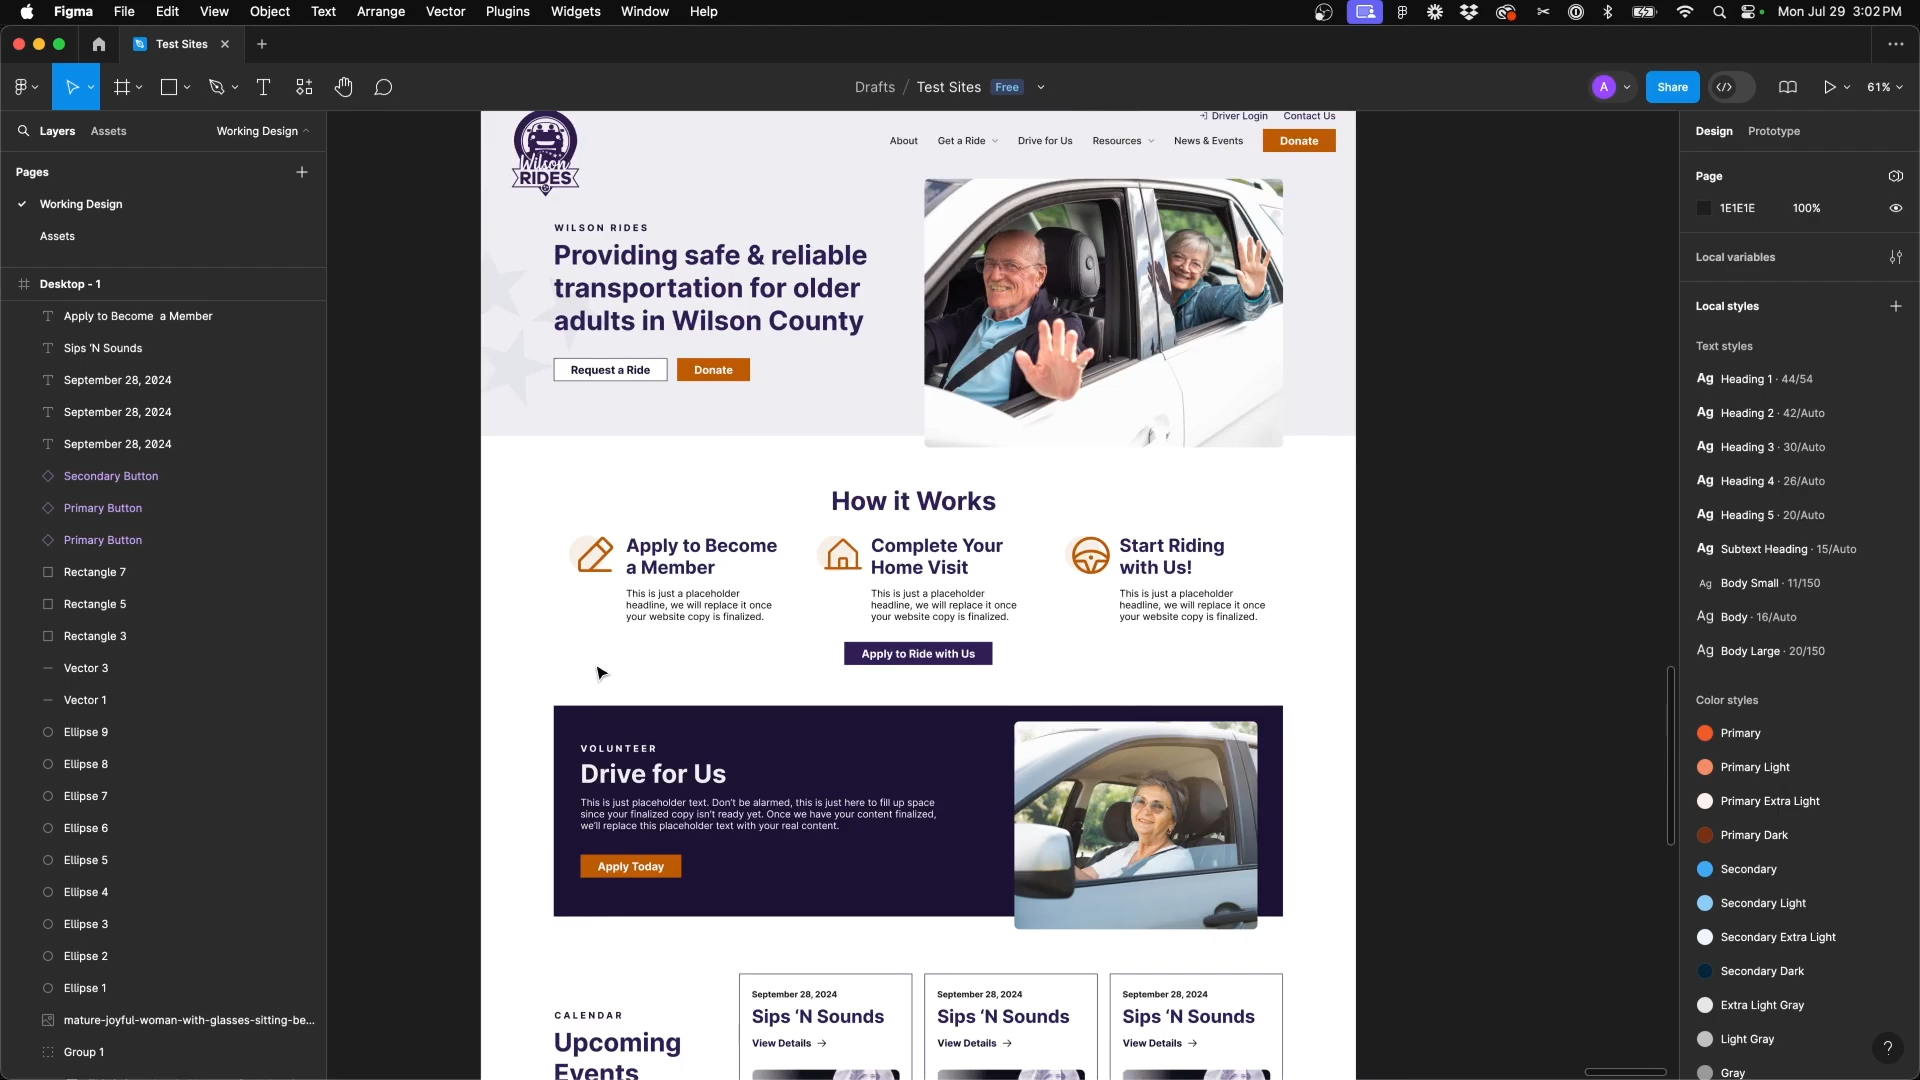 Figma File Edit View Object Text Arrange Vector Plugins Widgets Window Help Mon Jul 29 3:02 PM
Test Sites
Drafts / Test Sites Free A Share 61%
Layers Assets Working Design
Pages
Working Design
Assets
Desktop - 1
Apply to Become a Member
Sips 'N Sounds
September 28, 2024
September 28, 2024
September 28, 2024
Secondary Button
Primary Button
Primary Button
Rectangle 7
Rectangle 5
Rectangle 3
Vector 3
Vector 1
Ellipse 9
Ellipse 8
Ellipse 7
Ellipse 6
Ellipse 5
Ellipse 4
Ellipse 3
Ellipse 2
Ellipse 1
mature-joyful-woman-with-glasses-sitting-be...
Group 1
Driver Login Contact Us
About Get a Ride Drive for Us Resources News & Events Donate
Wilson
RIDES
WILSON RIDES
Providing safe & reliable
transportation for older
adults in Wilson County
Request a Ride Donate
How it Works
Apply to Become
a Member
This is just a placeholder
headline, we will replace it once
your website copy is finalized.
Complete Your
Home Visit
This is just a placeholder
headline, we will replace it once
your website copy is finalized.
Start Riding
with Us!
This is just a placeholder
headline, we will replace it once
your website copy is finalized.
Apply to Ride with Us
VOLUNTEER
Drive for Us
This is just placeholder text. Don't be alarmed, this is just here to fill up space
since your finalized copy isn't ready yet. Once we have your content finalized,
we'll replace this placeholder text with your real content.
Apply Today
CALENDAR
Upcoming
Events
September 28, 2024
Sips 'N Sounds
View Details →
September 28, 2024
Sips 'N Sounds
View Details →
September 28, 2024
Sips 'N Sounds
View Details →
Design Prototype
Page
1E1E1E 100%
Local variables
Local styles
Text styles
Ag Heading 1 · 44/54
Ag Heading 2 · 42/Auto
Ag Heading 3 · 30/Auto
Ag Heading 4 · 26/Auto
Ag Heading 5 · 20/Auto
Ag Subtext Heading · 15/Auto
Ag Body Small · 11/150
Ag Body · 16/Auto
Ag Body Large · 20/150
Color styles
Primary
Primary Light
Primary Extra Light
Primary Dark
Secondary
Secondary Light
Secondary Extra Light
Secondary Dark
Extra Light Gray
Light Gray
Gray
?